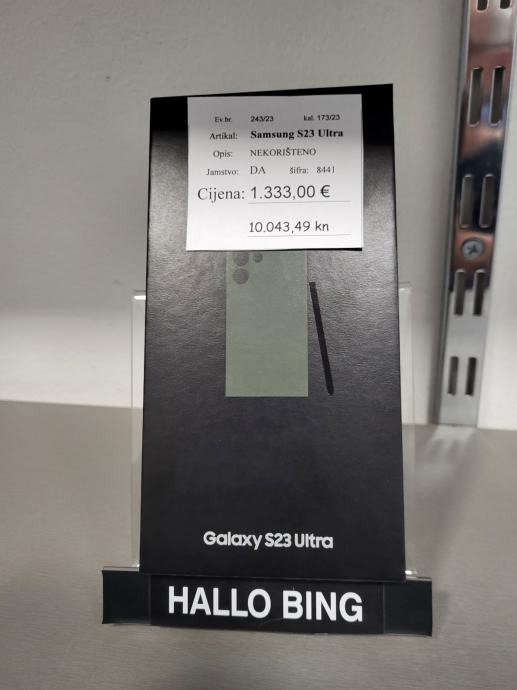 Ev.br. 243/23 kal. 173/23
Artikal: Samsung S23 Ultra
Opis: NEKORIŠTENO
Jamstvo: DA šifra: 8441
Cijena: 1.333,00 €
10.043,49 kn
Galaxy S23 Ultra
HALLO BING